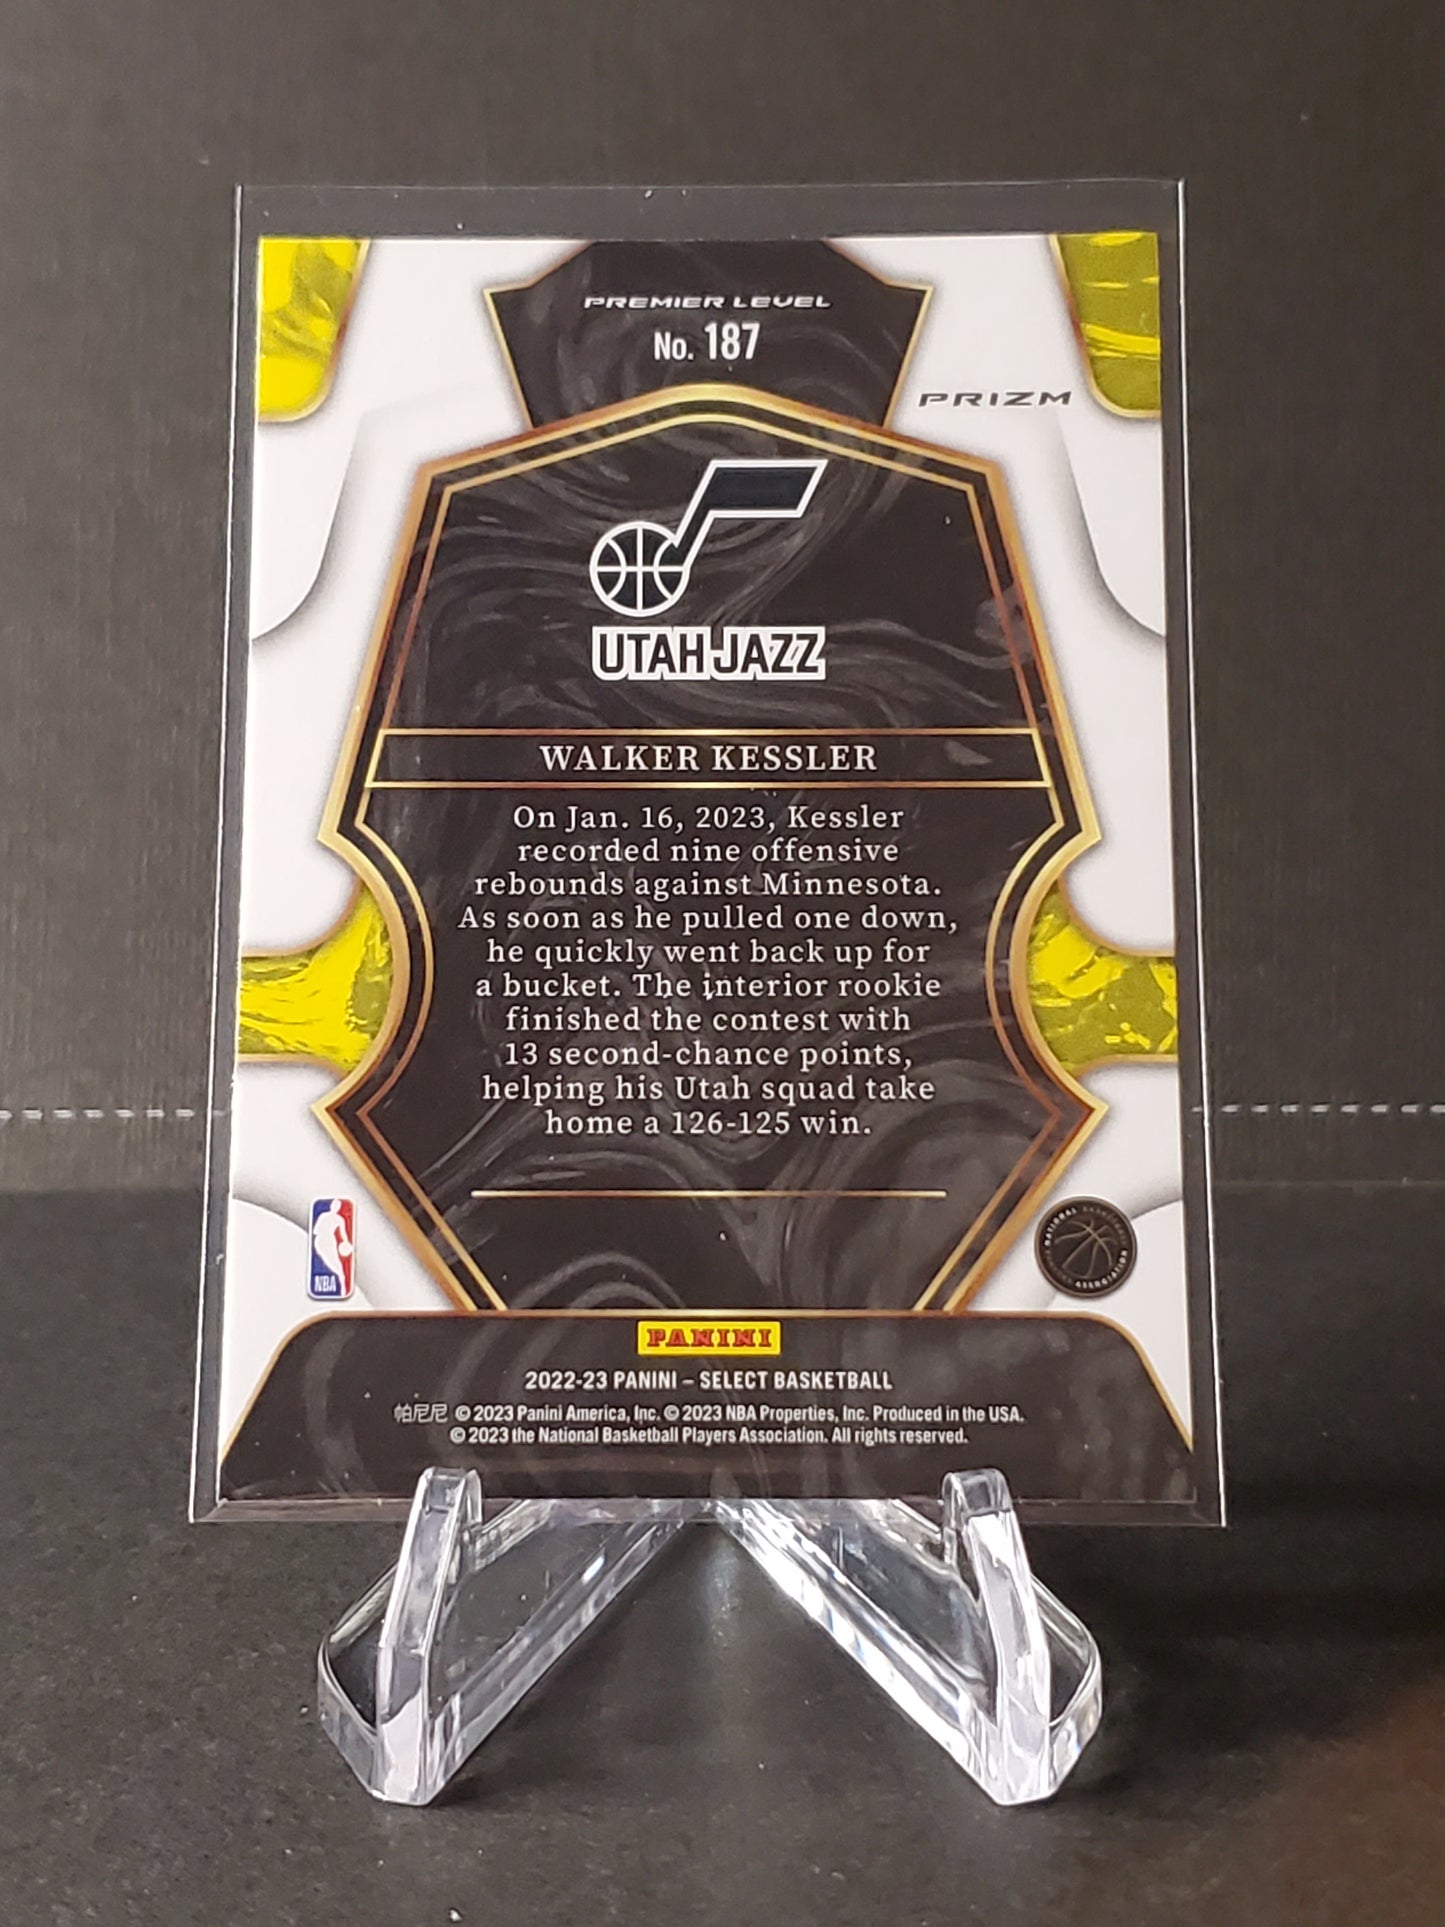 PREMIER LEVEL
No. 187
PRIZM
UTAH JAZZ
WALKER KESSLER
On Jan. 16, 2023, Kessler
recorded nine offensive
rebounds against Minnesota.
As soon as he pulled one down,
he quickly went back up for
a bucket. The interior rookie
finished the contest with
13 second-chance points,
helping his Utah squad take
home a 126-125 win.
NBA
NATIONAL BASKETBALL
ASSOCIATION
PANINI
2022-23 PANINI – SELECT BASKETBALL
帕尼尼 © 2023 Panini America, Inc. © 2023 NBA Properties, Inc. Produced in the USA.
© 2023 the National Basketball Players Association. All rights reserved.